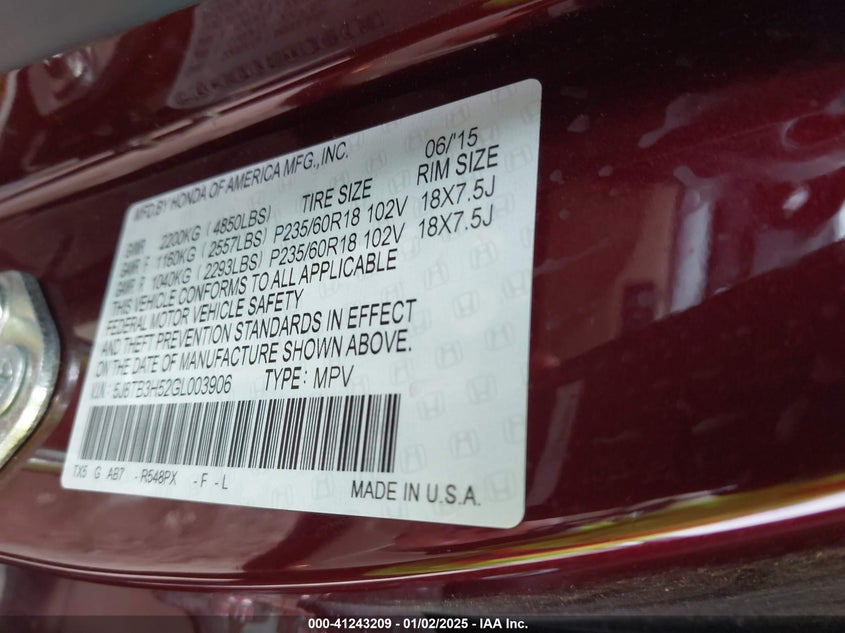 MFD.BY HONDA OF AMERICA MFG.,INC. 06/'15
GVWR 2200KG (4850LBS) TIRE SIZE RIM SIZE
GAWR F 1160KG (2557LBS) P235/60R18 102V 18X7.5J
GAWR R 1040KG (2293LBS) P235/60R18 102V 18X7.5J
THIS VEHICLE CONFORMS TO ALL APPLICABLE
FEDERAL MOTOR VEHICLE SAFETY
AND THEFT PREVENTION STANDARDS IN EFFECT
ON THE DATE OF MANUFACTURE SHOWN ABOVE.
V.I.N.: 5J6TB3H52GL003906 TYPE: MPV
TX5 G AB7 -R548PX -F -L
MADE IN U.S.A.
000-41243209 - 01/02/2025 - IAA Inc.